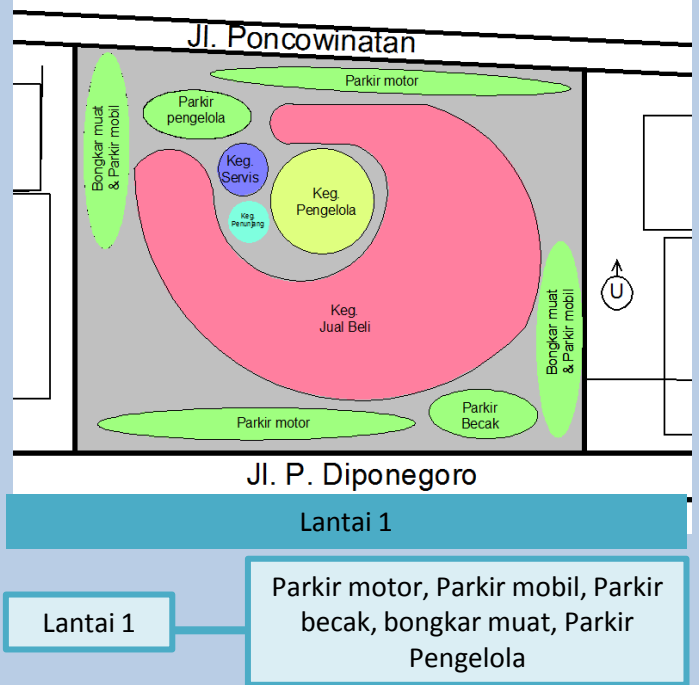 Jl. Poncowinatan
Parkir motor
Parkir
pengelola
Bongkar muat
& Parkir mobil
Keg.
Servis
Keg.
Pengelola
Keg.
Penunjang
Keg.
Jual Beli
U
Bongkar muat
& Parkir mobil
Parkir motor
Parkir
Becak
Jl. P. Diponegoro
Lantai 1
Lantai 1
Parkir motor, Parkir mobil, Parkir
becak, bongkar muat, Parkir
Pengelola